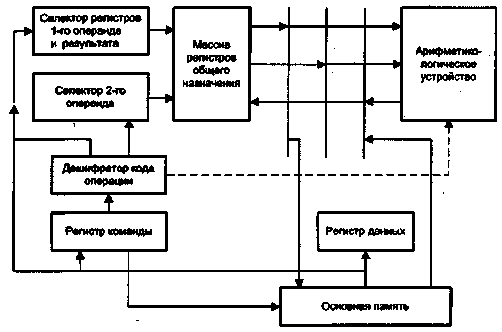 Селектор регистров
1-го операнда
и результата
Массив
регистров
общего
назначения
Арифметико-
логическое
устройство
Селектор 2-го
операнда
Дешифратор кода
операции
Регистр команды
Регистр данных
Основная память